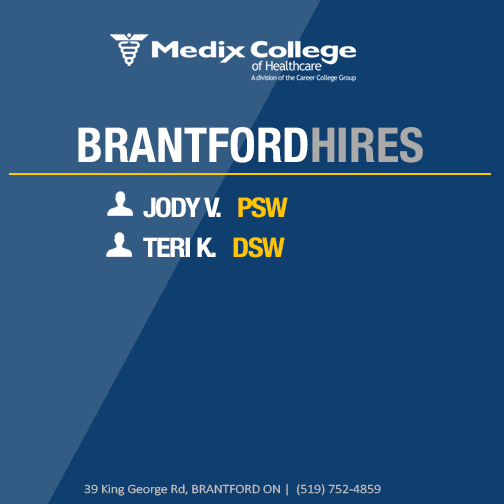 Medix College
of Healthcare
A division of the Career College Group
BRANTFORDHIRES
JODY V. PSW
TERI K. DSW
39 King George Rd, BRANTFORD ON | (519) 752-4859